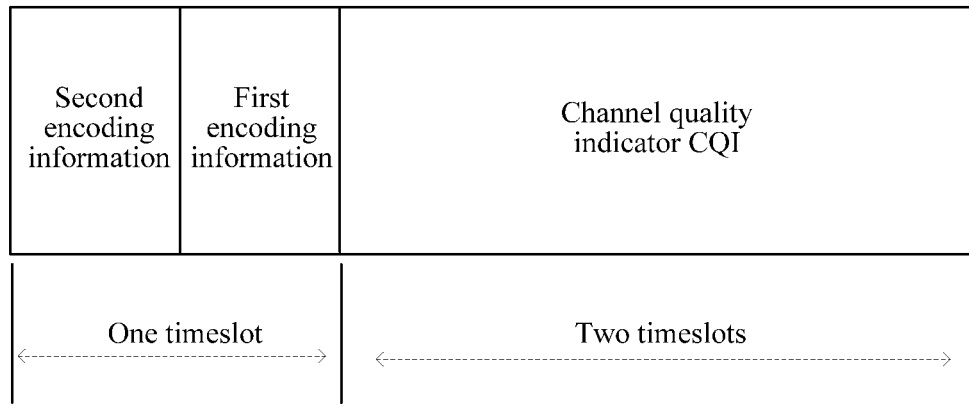 Second
encoding
information
First
encoding
information
Channel quality
indicator CQI
One timeslot
Two timeslots